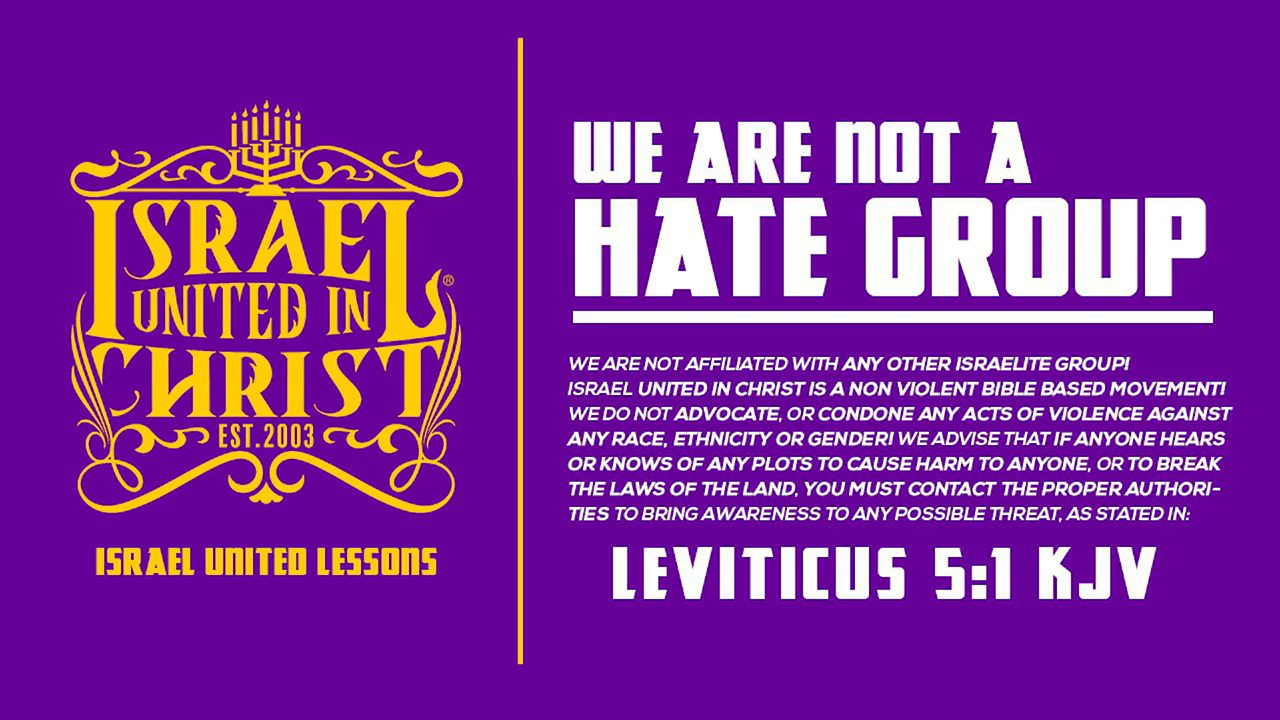 ISRAEL
UNITED IN
CHRIST
®
EST.2003
ISRAEL UNITED LESSONS
WE ARE NOT A
HATE GROUP
WE ARE NOT AFFILIATED WITH ANY OTHER ISRAELITE GROUP!
ISRAEL UNITED IN CHRIST IS A NON VIOLENT BIBLE BASED MOVEMENT!
WE DO NOT ADVOCATE, OR CONDONE ANY ACTS OF VIOLENCE AGAINST
ANY RACE, ETHNICITY OR GENDER! WE ADVISE THAT IF ANYONE HEARS
OR KNOWS OF ANY PLOTS TO CAUSE HARM TO ANYONE, OR TO BREAK
THE LAWS OF THE LAND, YOU MUST CONTACT THE PROPER AUTHORI-
TIES TO BRING AWARENESS TO ANY POSSIBLE THREAT, AS STATED IN:
LEVITICUS 5:1 KJV